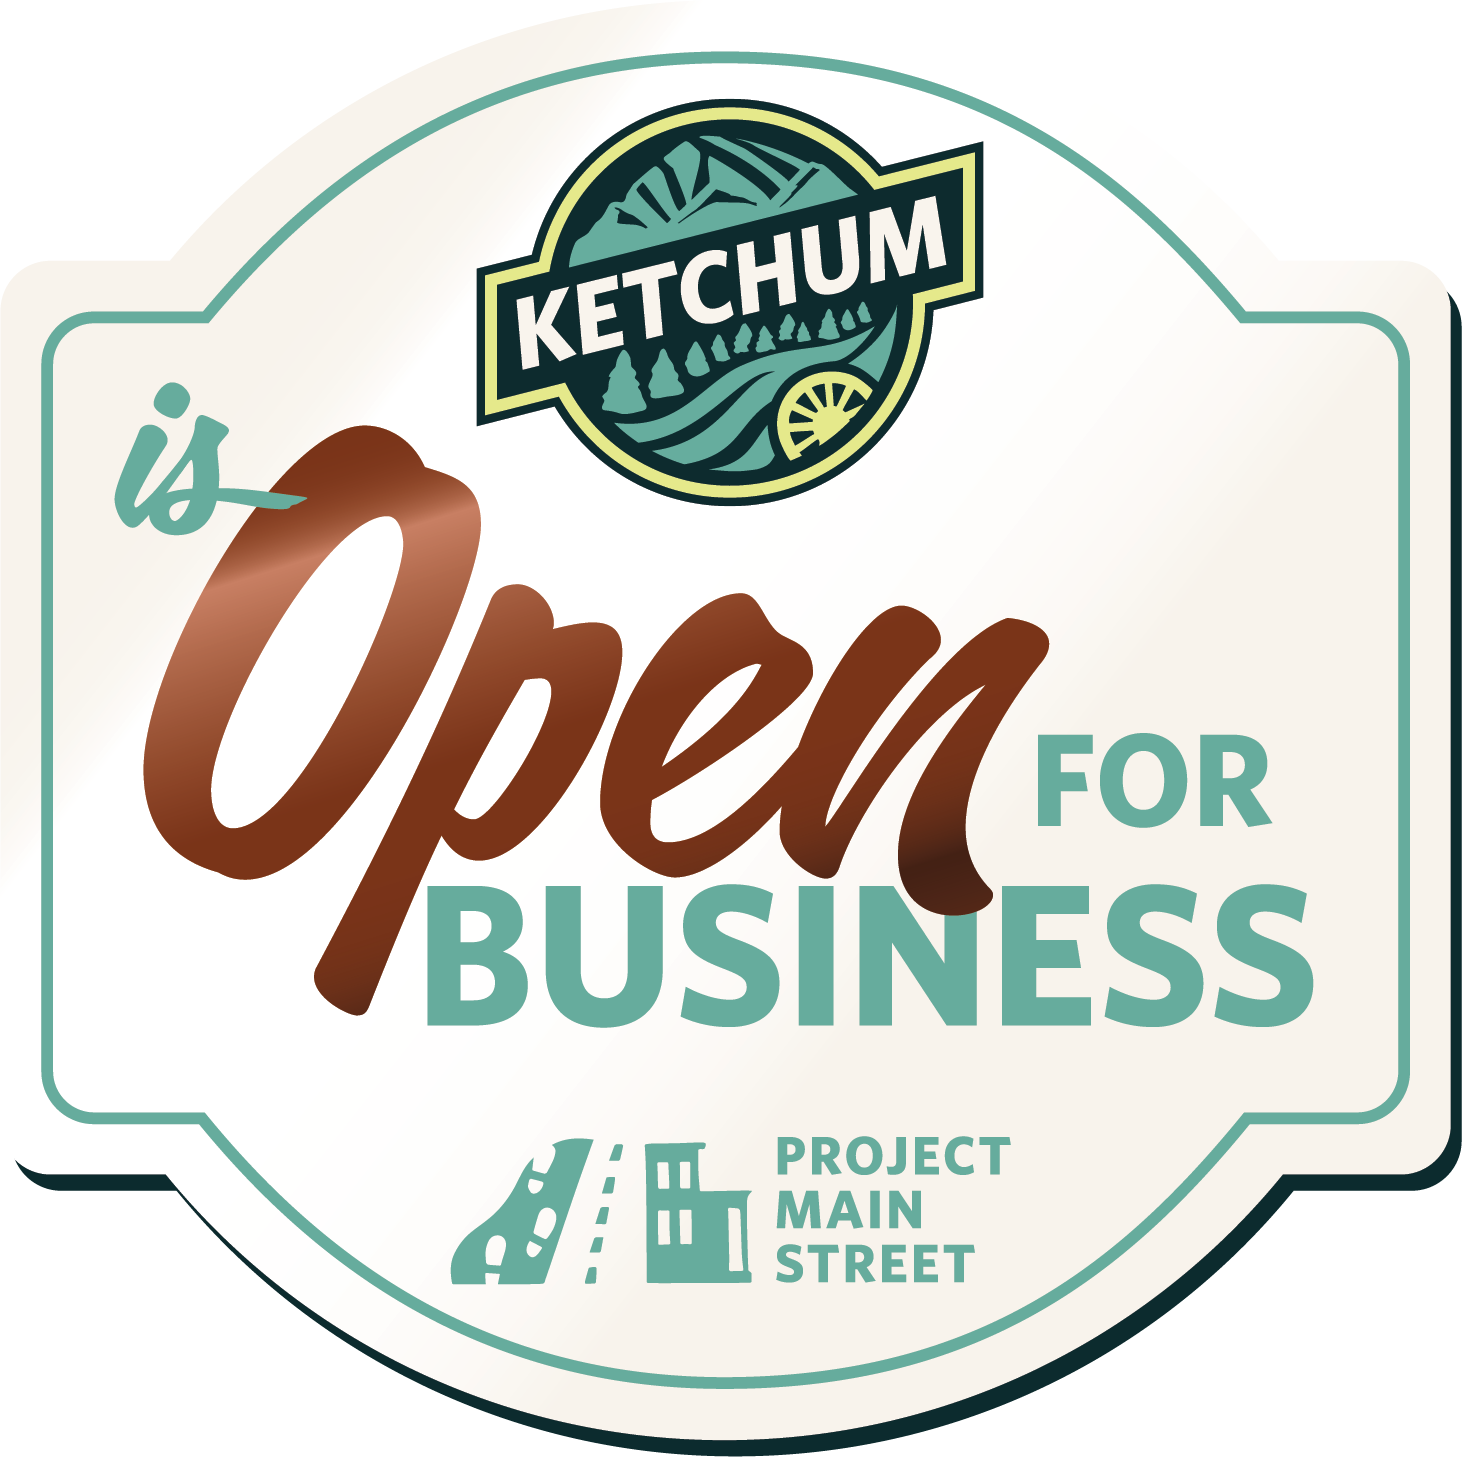 KETCHUM
is
Open FOR
BUSINESS
PROJECT
MAIN
STREET